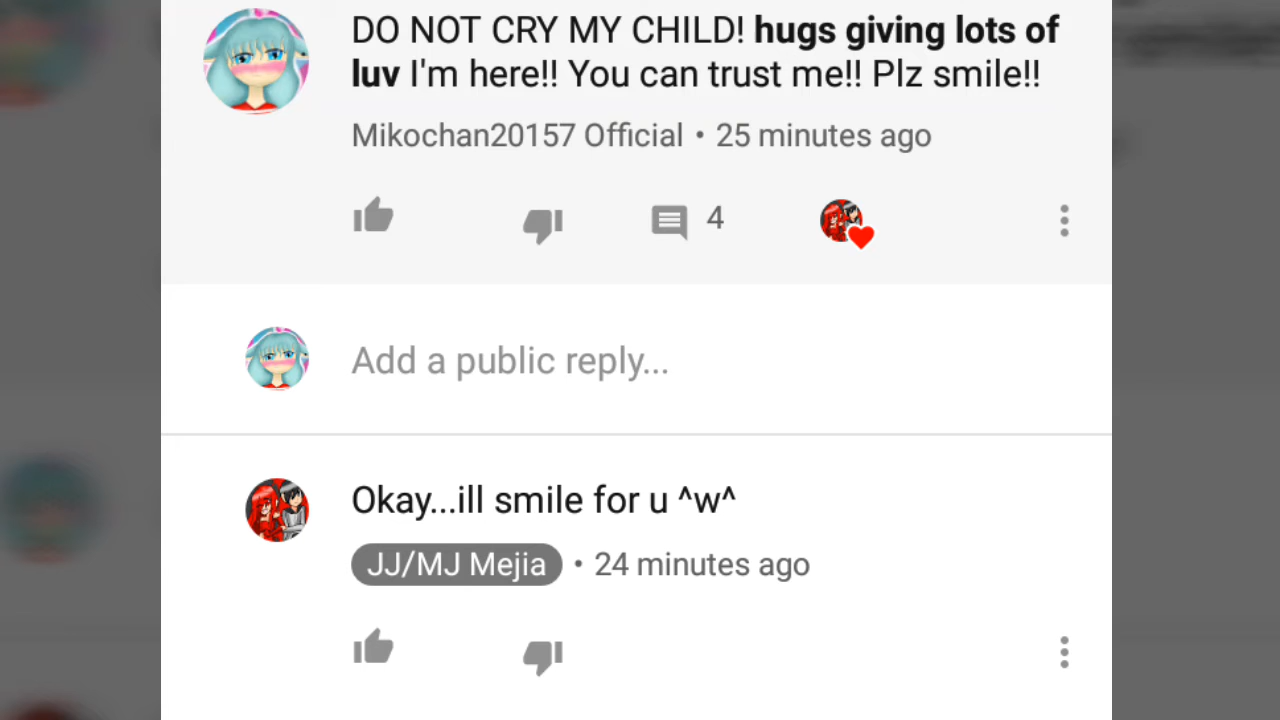 DO NOT CRY MY CHILD! hugs giving lots of
luv I'm here!! You can trust me!! Plz smile!!
Mikochan20157 Official • 25 minutes ago
4
Add a public reply...
Okay...ill smile for u ^w^
JJ/MJ Mejia • 24 minutes ago